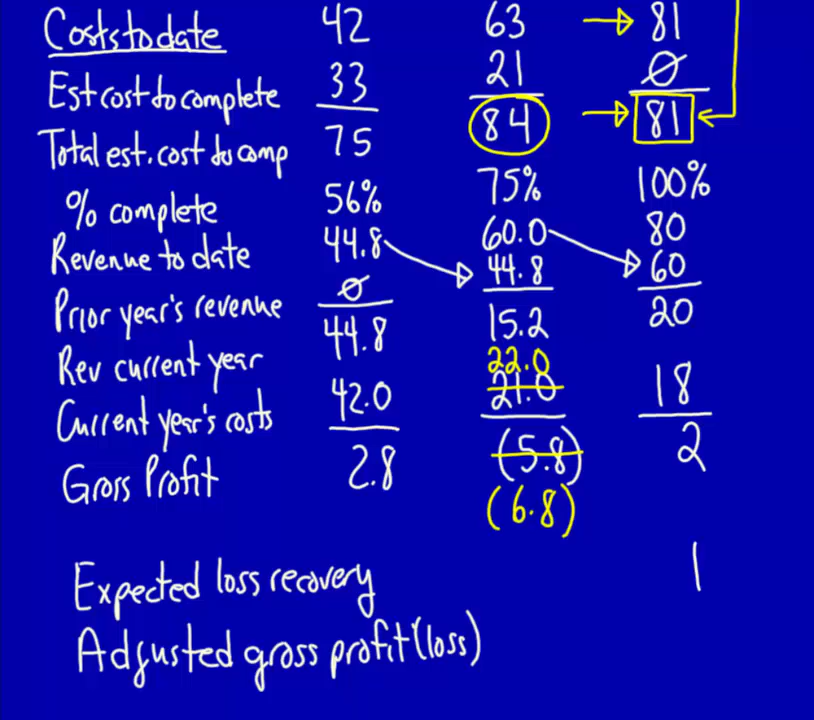 Costs to date 42 63 81
Est cost to complete 33 21 0
Total est. cost to comp 75 84 81
% complete 56% 75% 100%
Revenue to date 44.8 60.0 80
Prior year's revenue 0 44.8 60
Rev current year 44.8 15.2 20
22.0
Current year's costs 42.0 21.0 18
Gross Profit 2.8 (5.8) 2
(6.8)
Expected loss recovery 1
Adjusted gross profit (loss)